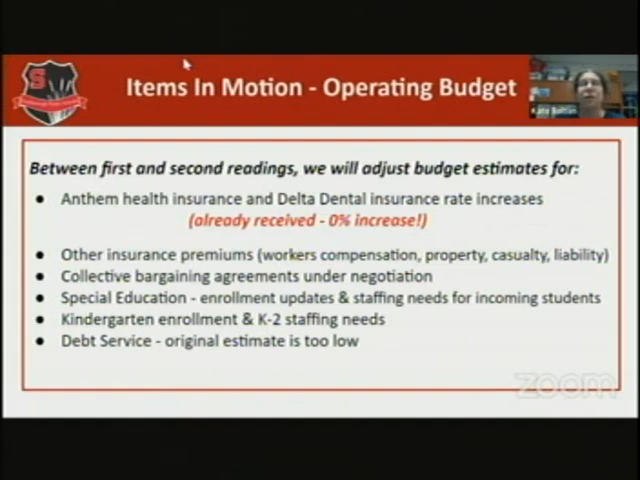 S
Items In Motion - Operating Budget
Between first and second readings, we will adjust budget estimates for:
● Anthem health insurance and Delta Dental insurance rate increases
(already received - 0% increase!)
● Other insurance premiums (workers compensation, property, casualty, liability)
● Collective bargaining agreements under negotiation
● Special Education - enrollment updates & staffing needs for incoming students
● Kindergarten enrollment & K-2 staffing needs
● Debt Service - original estimate is too low
zoom